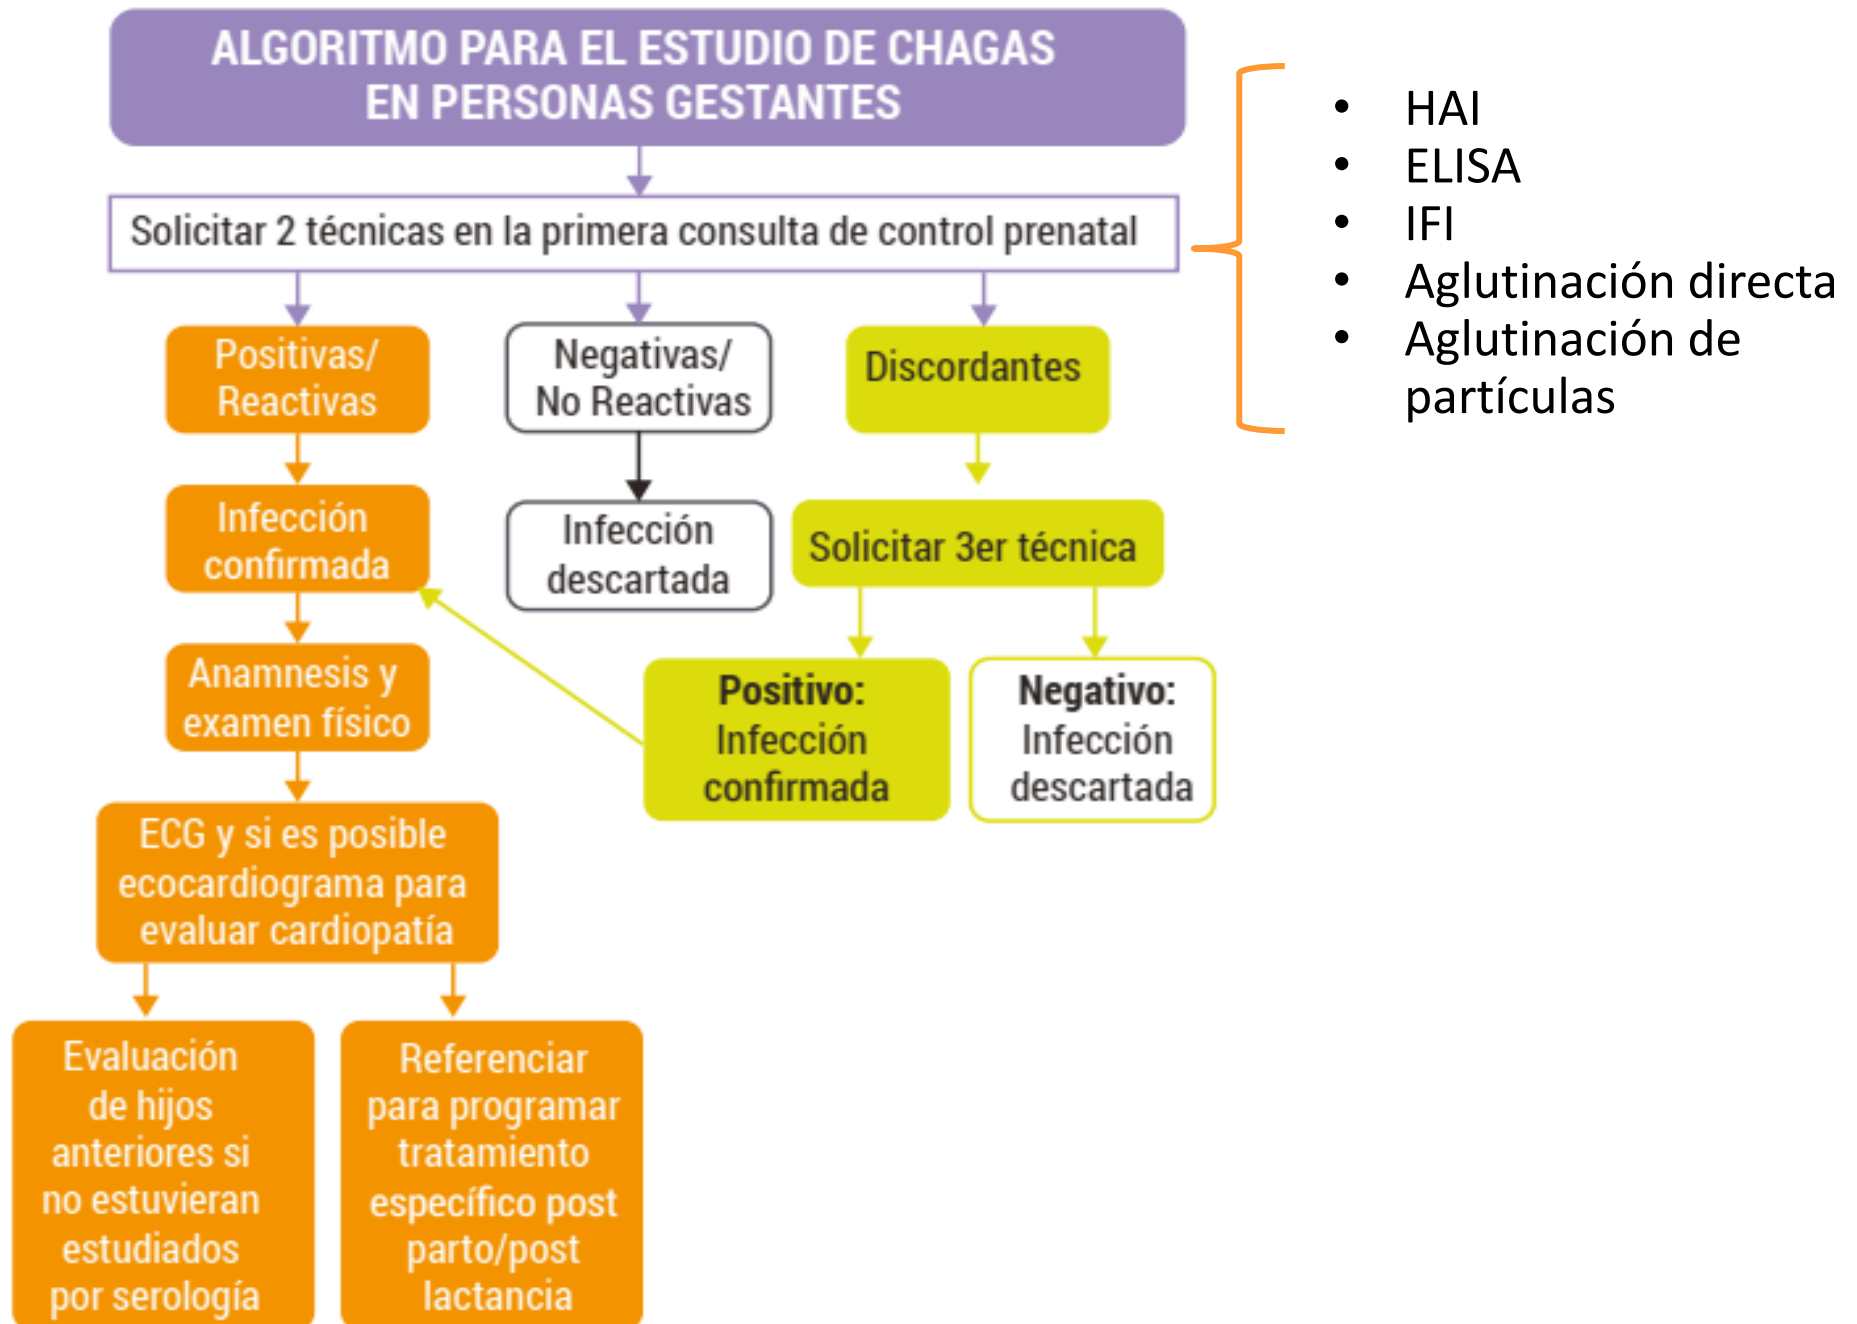 ALGORITMO PARA EL ESTUDIO DE CHAGAS
EN PERSONAS GESTANTES
Solicitar 2 técnicas en la primera consulta de control prenatal
• HAI
• ELISA
• IFI
• Aglutinación directa
• Aglutinación de
partículas
Positivas/
Reactivas
Negativas/
No Reactivas
Discordantes
Infección
confirmada
Infección
descartada
Solicitar 3er técnica
Anamnesis y
examen físico
Positivo:
Infección
confirmada
Negativo:
Infección
descartada
ECG y si es posible
ecocardiograma para
evaluar cardiopatía
Evaluación
de hijos
anteriores si
no estuvieran
estudiados
por serología
Referenciar
para programar
tratamiento
específico post
parto/post
lactancia